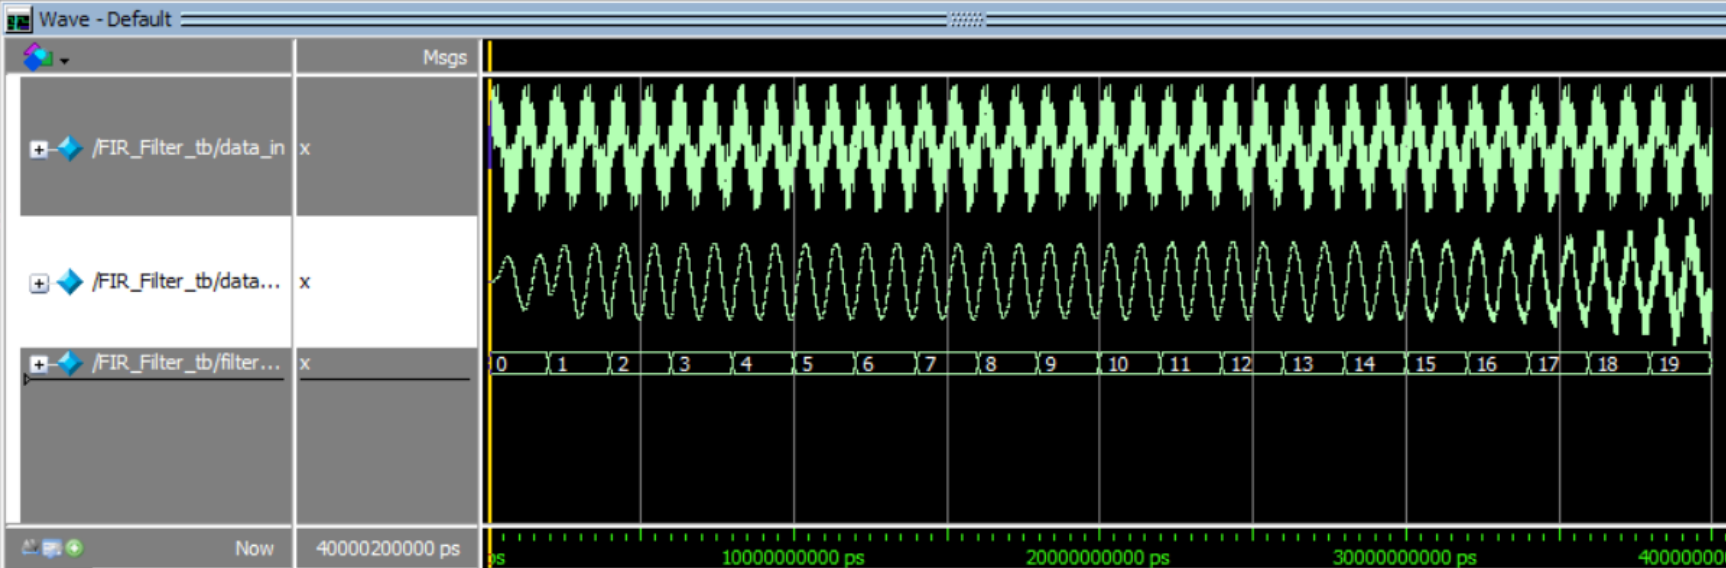 Wave - Default
Msgs
/FIR_Filter_tb/data_in x
/FIR_Filter_tb/data... x
/FIR_Filter_tb/filter... x 0 1 2 3 4 5 6 7 8 9 10 11 12 13 14 15 16 17 18 19
Now 40000200000 ps
ps 10000000000 ps 20000000000 ps 30000000000 ps 400000000